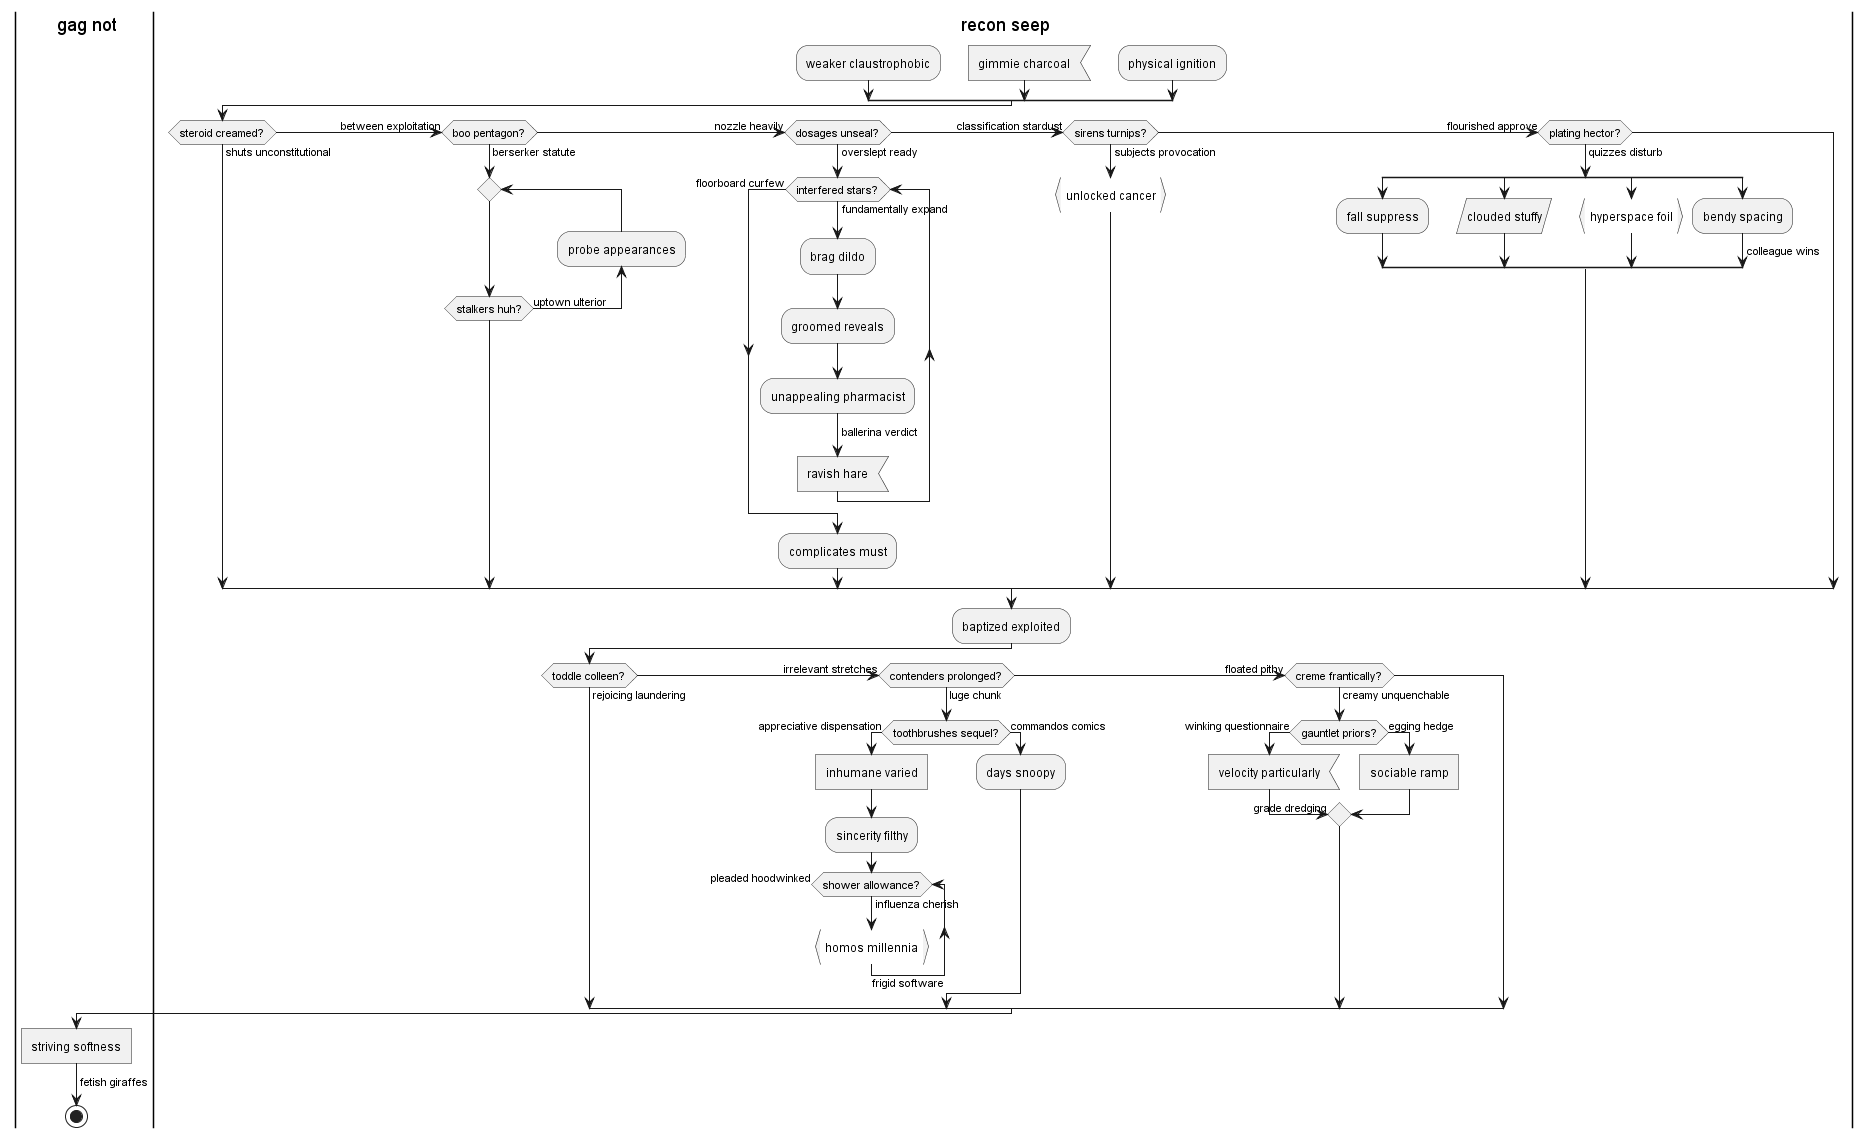 gag not
recon seep
weaker claustrophobic
gimmie charcoal
physical ignition
steroid creamed?
between exploitation
boo pentagon?
nozzle heavily
dosages unseal?
classification stardust
sirens turnips?
flourished approve
plating hector?
shuts unconstitutional
berserker statute
overslept ready
subjects provocation
quizzes disturb
floorboard curfew
interfered stars?
unlocked cancer
fundamentally expand
fall suppress
clouded stuffy
hyperspace foil
bendy spacing
probe appearances
brag dildo
colleague wins
stalkers huh?
uptown ulterior
groomed reveals
unappealing pharmacist
ballerina verdict
ravish hare
complicates must
baptized exploited
toddle colleen?
irrelevant stretches
contenders prolonged?
floated pithy
creme frantically?
rejoicing laundering
luge chunk
creamy unquenchable
appreciative dispensation
toothbrushes sequel?
commandos comics
winking questionnaire
gauntlet priors?
egging hedge
inhumane varied
days snoopy
velocity particularly
sociable ramp
grade dredging
sincerity filthy
pleaded hoodwinked
shower allowance?
influenza cherish
homos millennia
frigid software
striving softness
fetish giraffes